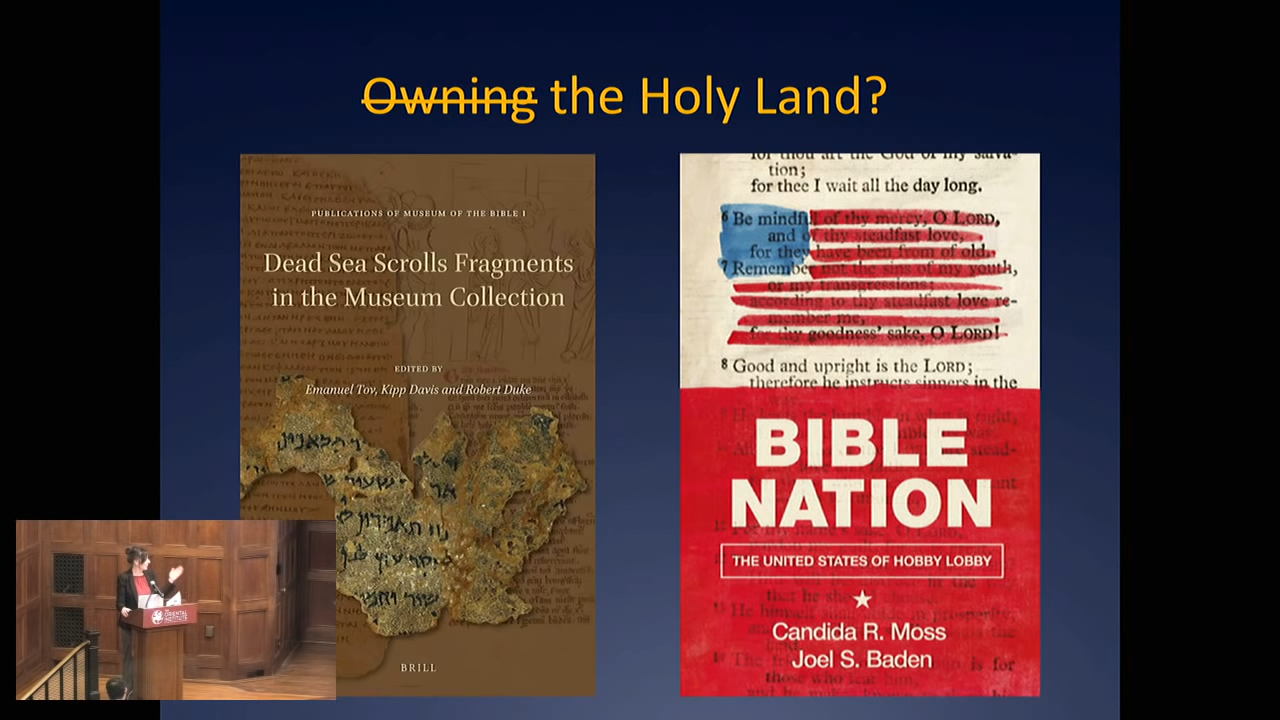 Owning the Holy Land?
PUBLICATIONS OF MUSEUM OF THE BIBLE 1
Dead Sea Scrolls Fragments
in the Museum Collection
EDITED BY
Emanuel Tov, Kipp Davis and Robert Duke
BRILL
for thou art the God of my salva-
tion;
for thee I wait all the day long.
6 Be mindful of thy mercy, O LORD,
and of thy steadfast love,
for they have been from of old.
7 Remember not the sins of my youth,
or my transgressions;
according to thy steadfast love re-
member me,
for thy goodness' sake, O LORD!
8 Good and upright is the LORD;
therefore he instructs sinners in the
BIBLE
NATION
THE UNITED STATES OF HOBBY LOBBY
Candida R. Moss
Joel S. Baden
ORIENTAL
INSTITUTE